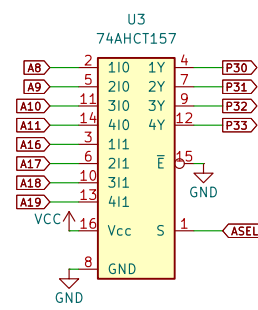 U3
74AHCT157
A8 2 1I0 1Y 4 P30
A9 5 2I0 2Y 7 P31
A10 11 3I0 3Y 9 P32
A11 14 4I0 4Y 12 P33
A16 3 1I1
A17 6 2I1 E 15
A18 10 3I1
A19 13 4I1 GND
VCC
16 Vcc S 1 ASEL
8 GND
GND